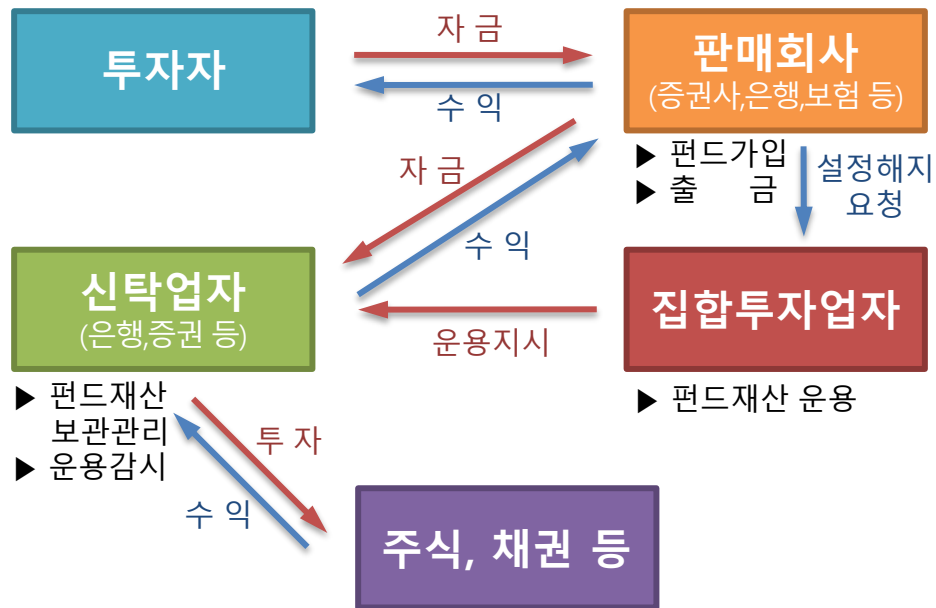 투자자
자 금
수 익
판매회사
(증권사,은행,보험 등)
▶ 펀드가입
▶ 출 금
설정해지
요청
자 금
수 익
신탁업자
(은행,증권 등)
운용지시
집합투자업자
▶ 펀드재산
보관관리
▶ 운용감시
▶ 펀드재산 운용
투 자
수 익
주식, 채권 등